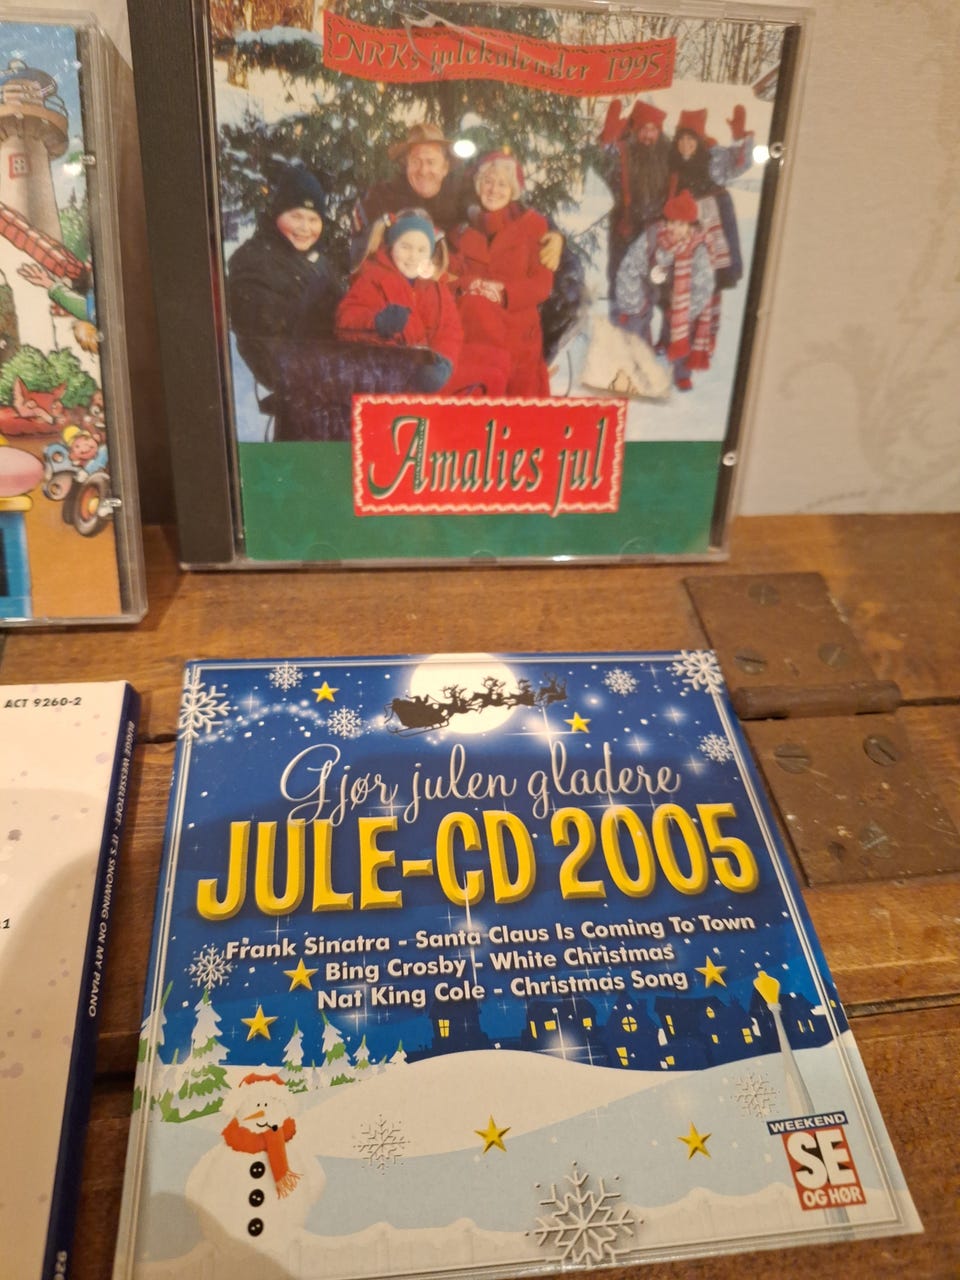 NRKs julekalender 1995
Amalies jul
ACT 9260-2
BUGGE WESSELTOFT - IT'S SNOWING ON MY PIANO
Gjør julen gladere
JULE-CD 2005
Frank Sinatra - Santa Claus Is Coming To Town
Bing Crosby - White Christmas
Nat King Cole - Christmas Song
WEEKEND
SE
OG HØR